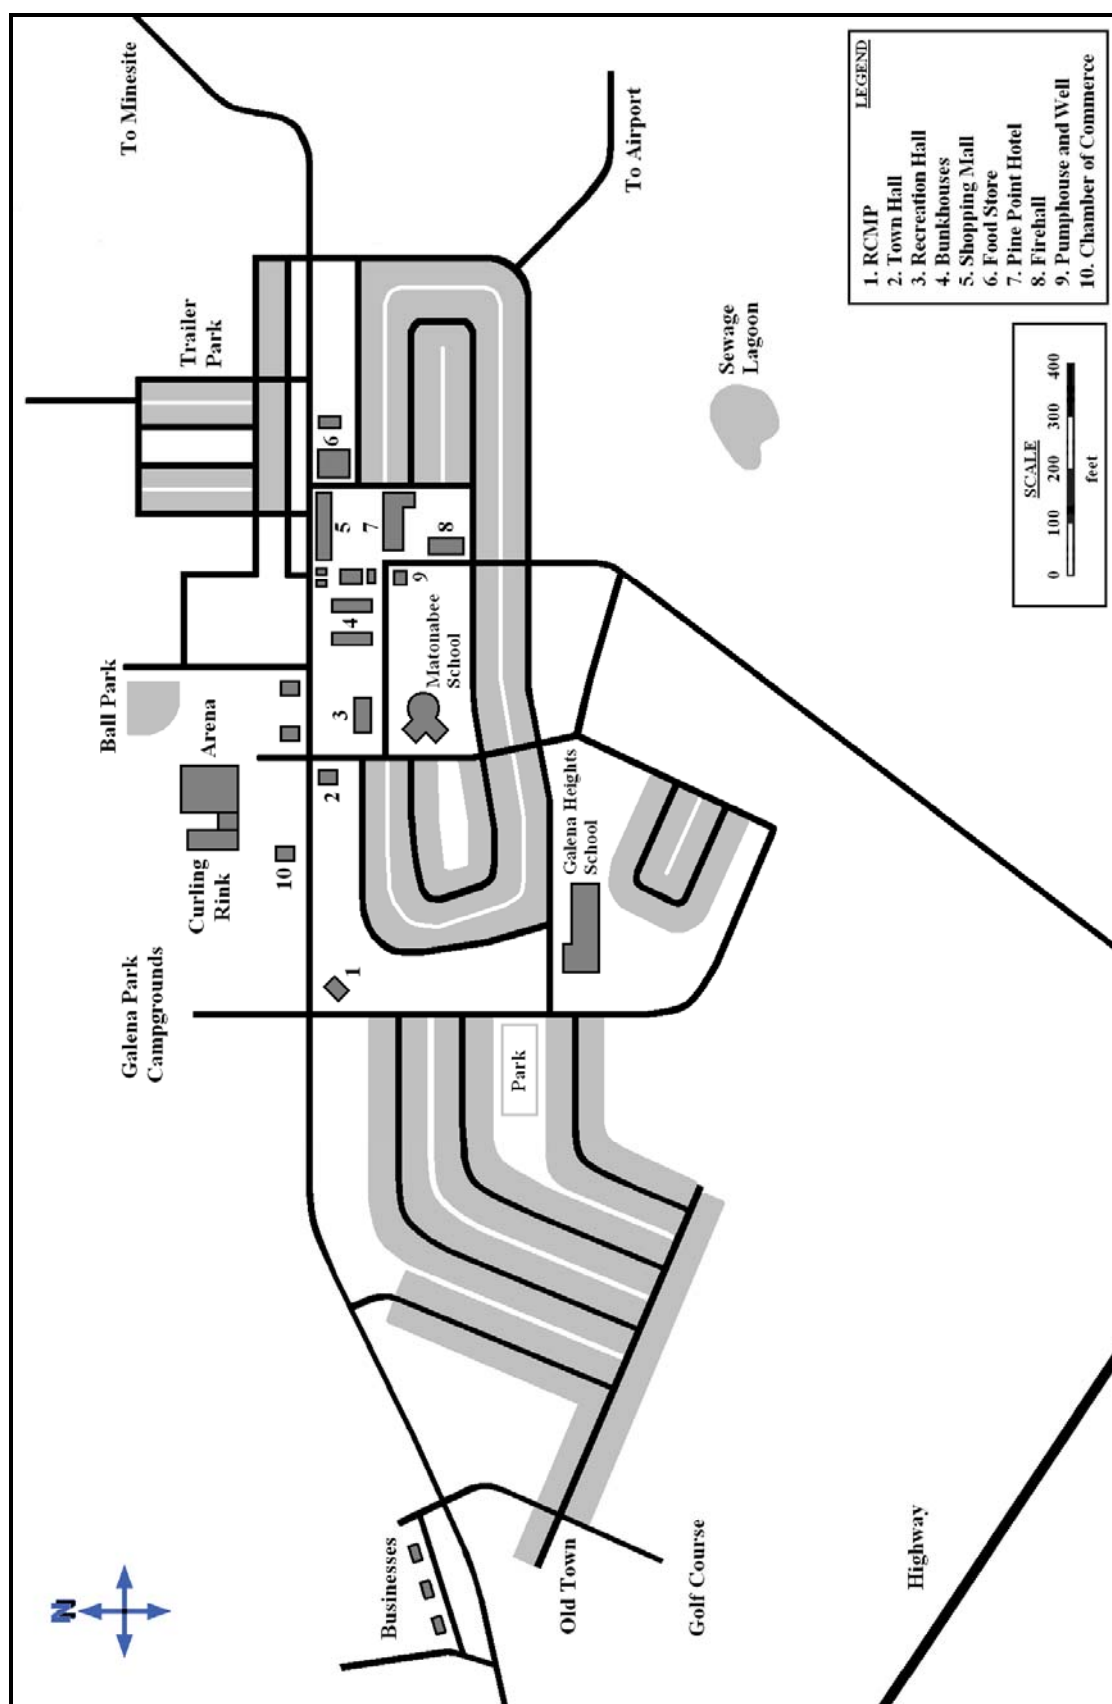 N
To Minesite
Trailer
Park
To Airport
Ball Park
Arena
Curling
Rink
10
Galena Park
Campgrounds
6
5
7
8
9
4
3
Matonabee
School
2
1
Galena Heights
School
Park
Sewage
Lagoon
Businesses
Old Town
Golf Course
Highway
LEGEND
1. RCMP
2. Town Hall
3. Recreation Hall
4. Bunkhouses
5. Shopping Mall
6. Food Store
7. Pine Point Hotel
8. Firehall
9. Pumphouse and Well
10. Chamber of Commerce
SCALE
0 100 200 300 400
feet